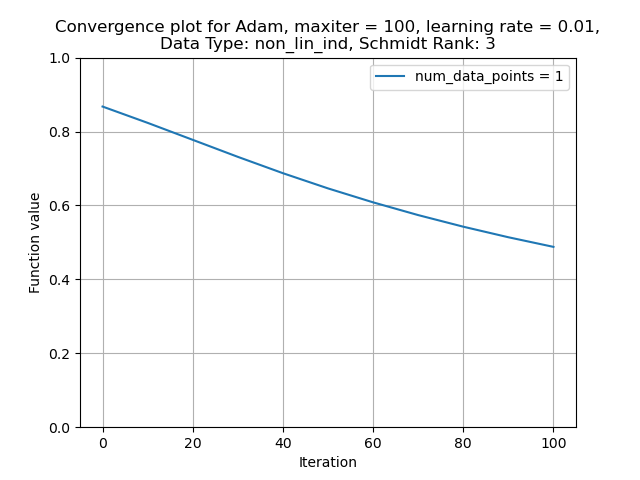 Convergence plot for Adam, maxiter = 100, learning rate = 0.01,
Data Type: non_lin_ind, Schmidt Rank: 3
num_data_points = 1
1.0
0.8
0.6
0.4
0.2
0.0
Function value
0 20 40 60 80 100
Iteration